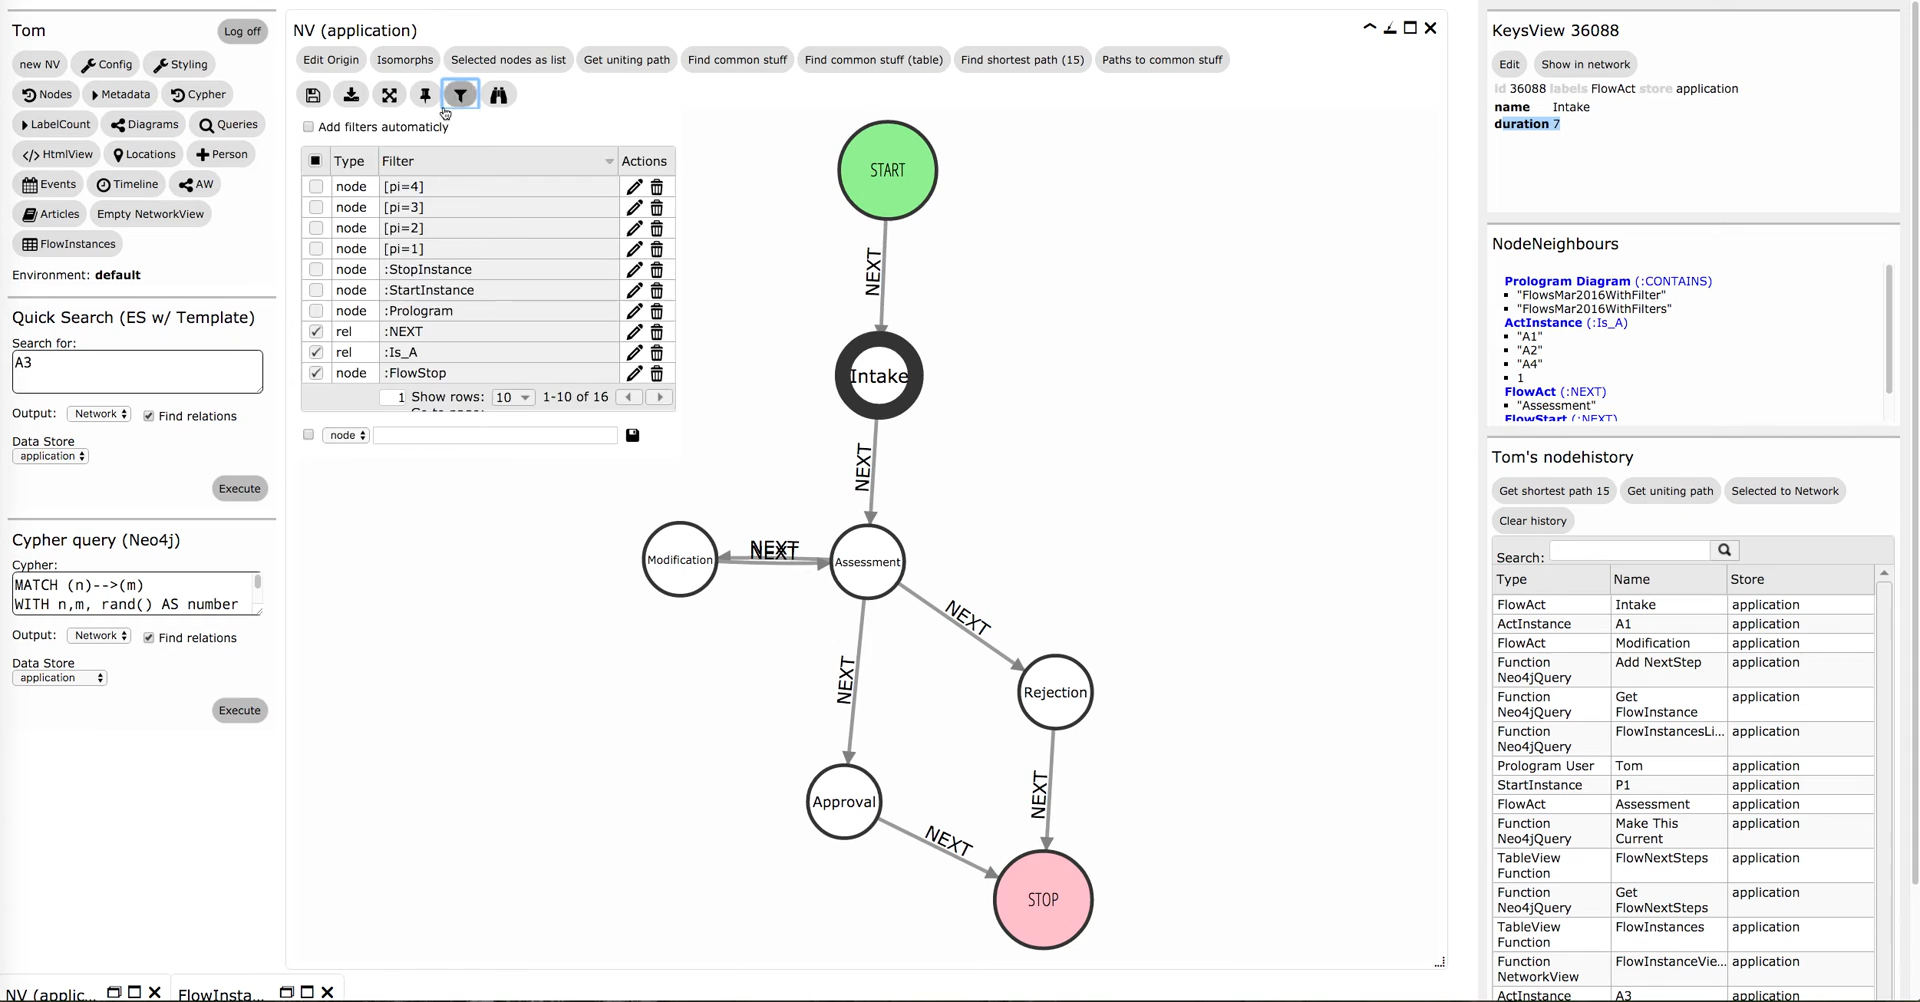 Tom
Log off
new NV
Config
Styling
Nodes
Metadata
Cypher
LabelCount
Diagrams
Queries
HtmlView
Locations
Person
Events
Timeline
AW
Articles
Empty NetworkView
FlowInstances
Environment: default
Quick Search (ES w/ Template)
Search for:
A3
Output: Network Find relations
Data Store
application
Execute
Cypher query (Neo4j)
Cypher:
MATCH (n)-->(m)
WITH n,m, rand() AS number
Output: Network Find relations
Data Store
application
Execute
NV (application)
Edit Origin
Isomorphs
Selected nodes as list
Get uniting path
Find common stuff
Find common stuff (table)
Find shortest path (15)
Paths to common stuff
Add filters automaticly
Type Filter Actions
node [pi=4]
node [pi=3]
node [pi=2]
node [pi=1]
node :StopInstance
node :StartInstance
node :Prologram
rel :NEXT
rel :Is_A
node :FlowStop
1 Show rows: 10 1-10 of 16
node
START
NEXT
Intake
NEXT
Modification
NEXT
NEXT
Assessment
NEXT
NEXT
Rejection
Approval
NEXT
NEXT
STOP
KeysView 36088
Edit
Show in network
id 36088 labels FlowAct store application
name Intake
duration 7
NodeNeighbours
Prologram Diagram (:CONTAINS)
"FlowsMar2016WithFilter"
"FlowsMar2016WithFilters"
ActInstance (:Is_A)
"A1"
"A2"
"A4"
1
FlowAct (:NEXT)
"Assessment"
FlowStart (:NEXT)
Tom's nodehistory
Get shortest path 15
Get uniting path
Selected to Network
Clear history
Search:
Type Name Store
FlowAct Intake application
ActInstance A1 application
FlowAct Modification application
Function Add NextStep application
Neo4jQuery
Function Get application
Neo4jQuery FlowInstance
Function FlowInstancesLi... application
Neo4jQuery
Prologram User Tom application
StartInstance P1 application
FlowAct Assessment application
Function Make This application
Neo4jQuery Current
TableView FlowNextSteps application
Function
Function Get application
Neo4jQuery FlowNextSteps
TableView FlowInstances application
Function
Function FlowInstanceVie... application
NetworkView
ActInstance A3 application
NV (applic...
FlowInsta...